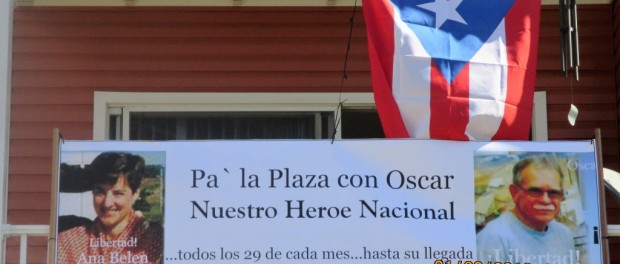 Oscar
Pa` la Plaza con Oscar
Nuestro Heroe Nacional
Libertad!
Ana Belen
Libertad!
...todos los 29 de cada mes...hasta su llegada